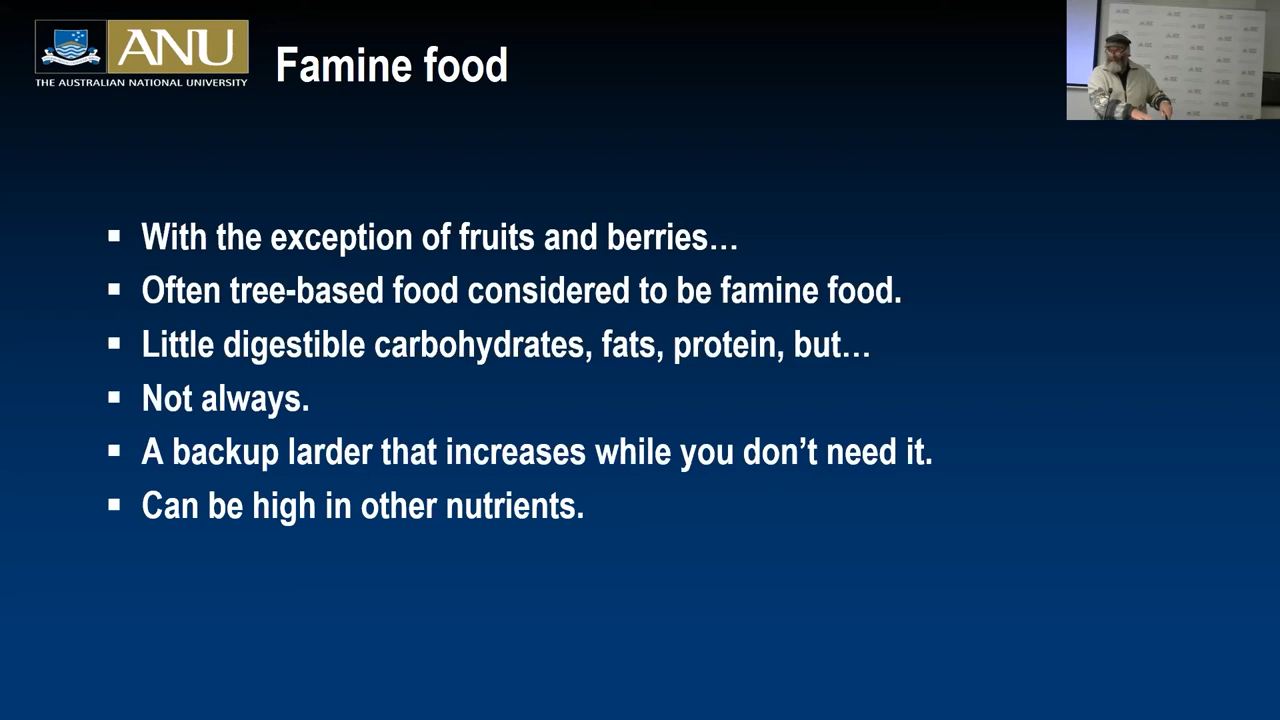 ANU
THE AUSTRALIAN NATIONAL UNIVERSITY
Famine food
With the exception of fruits and berries…
Often tree-based food considered to be famine food.
Little digestible carbohydrates, fats, protein, but…
Not always.
A backup larder that increases while you don’t need it.
Can be high in other nutrients.